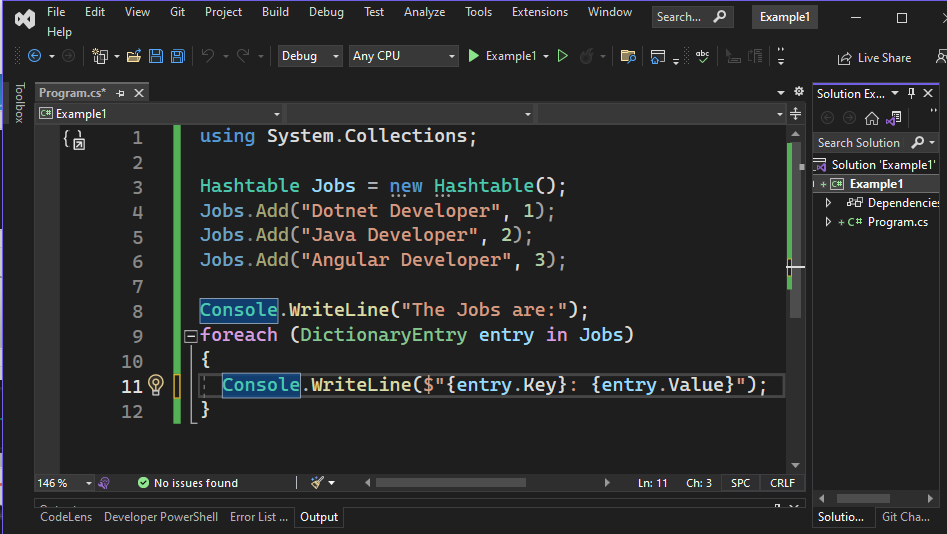 File Edit View Git Project Build Debug Test Analyze Tools Extensions Window Search... Example1
Help
Debug Any CPU Example1 abc Live Share
Toolbox
Program.cs*
Example1
1 using System.Collections;
2
3 Hashtable Jobs = new Hashtable();
4 Jobs.Add("Dotnet Developer", 1);
5 Jobs.Add("Java Developer", 2);
6 Jobs.Add("Angular Developer", 3);
7
8 Console.WriteLine("The Jobs are:");
9 foreach (DictionaryEntry entry in Jobs)
10 {
11 Console.WriteLine($"{entry.Key}: {entry.Value}");
12 }
146 % No issues found Ln: 11 Ch: 3 SPC CRLF
CodeLens Developer PowerShell Error List ... Output
Solution Ex...
Search Solution
Solution 'Example1'
C# Example1
Dependencies
C# Program.cs
Solutio... Git Cha...